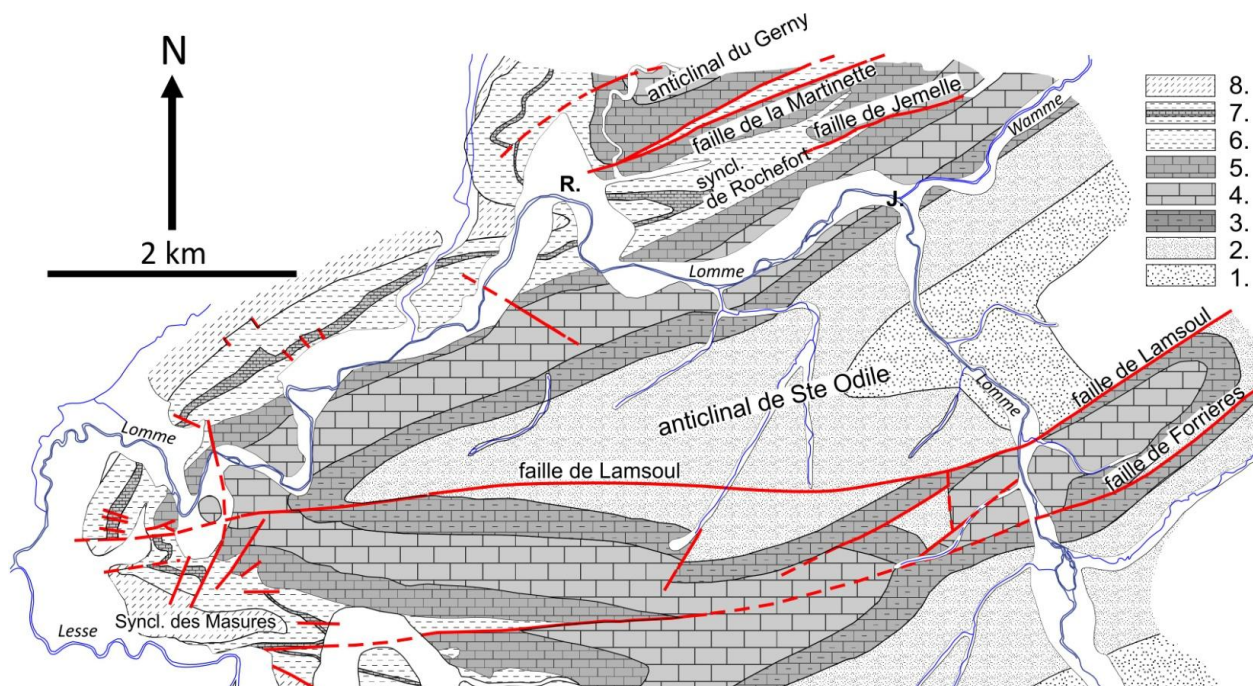 N
2 km
anticlinal du Gerny
faille de la Martinette
faille de Jemelle
syncl.
de Rochefort
Wamme
R.
J.
Lomme
8.
7.
6.
5.
4.
3.
2.
1.
anticlinal de Ste Odile
Lomme
faille de Lamsoul
faille de Forrières
Lomme
faille de Lamsoul
Syncl. des Masures
Lesse